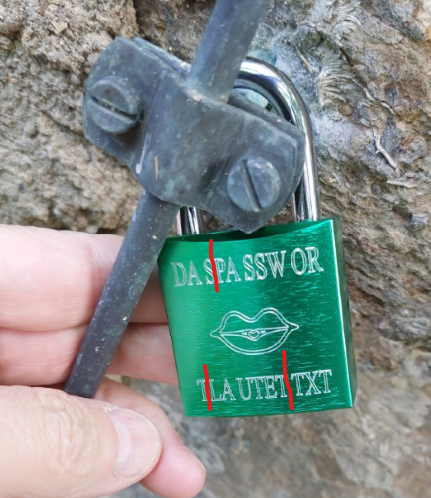 DA SPA SSW OR
TLA UTET TXT